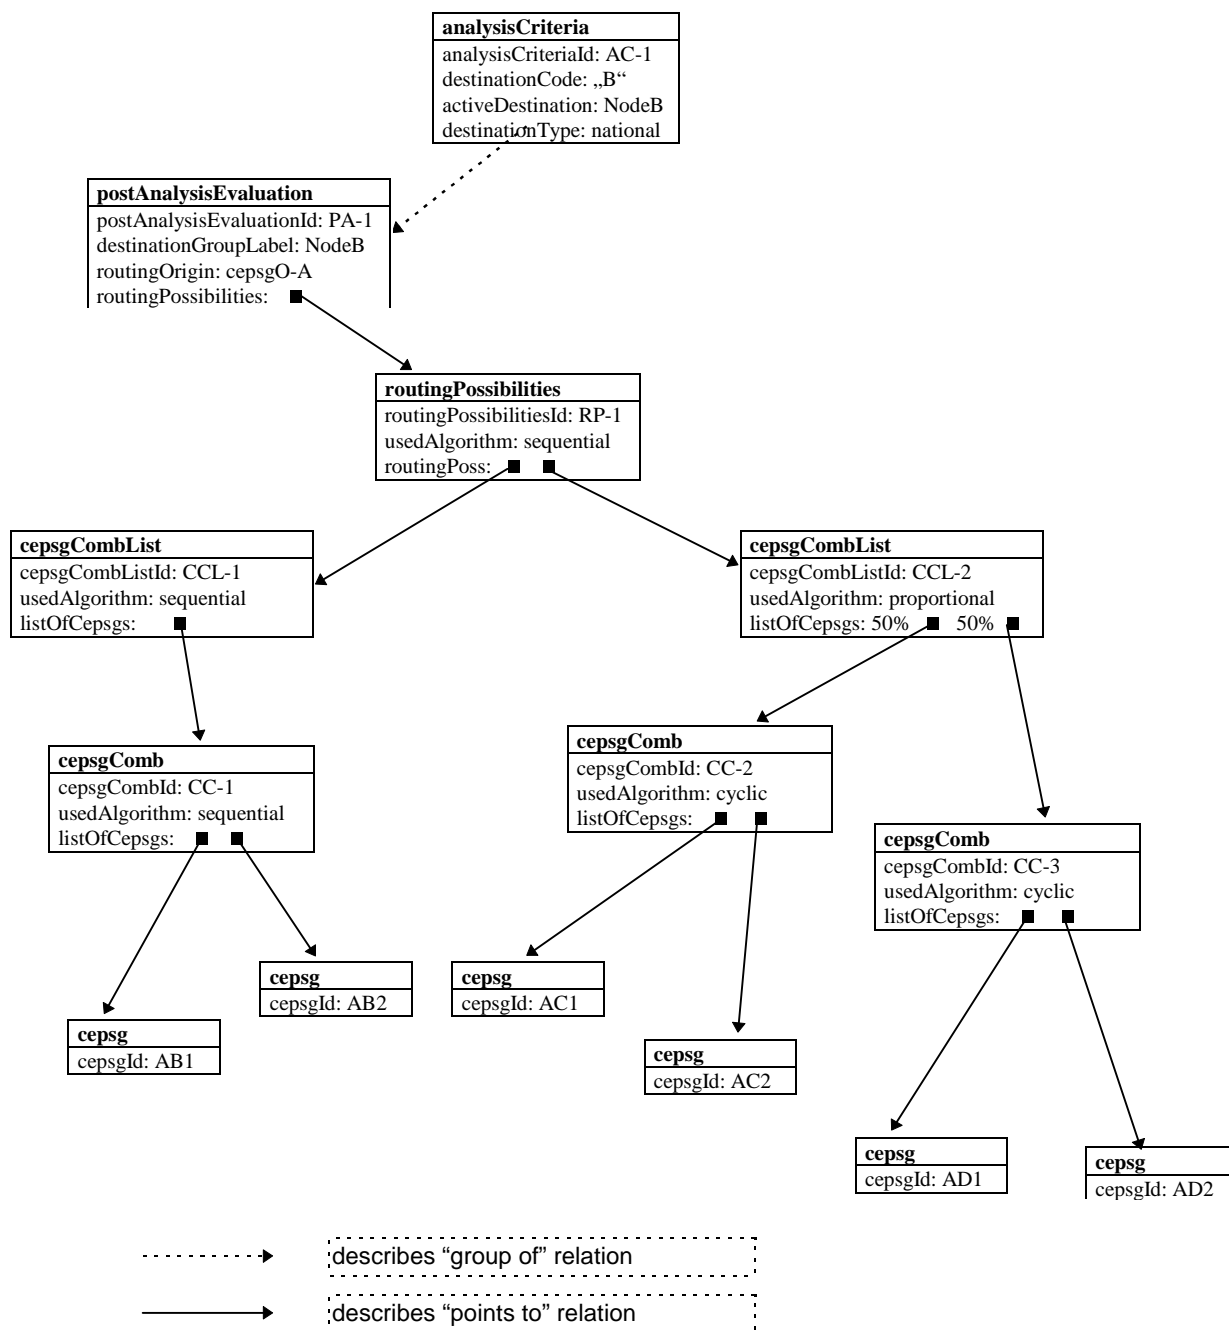 analysisCriteria
analysisCriteriaId: AC-1
destinationCode: „B“
activeDestination: NodeB
destinationType: national
postAnalysisEvaluation
postAnalysisEvaluationId: PA-1
destinationGroupLabel: NodeB
routingOrigin: cepsgO-A
routingPossibilities:
routingPossibilities
routingPossibilitiesId: RP-1
usedAlgorithm: sequential
routingPoss:
cepsgCombList
cepsgCombListId: CCL-1
usedAlgorithm: sequential
listOfCepsgs:
cepsgCombList
cepsgCombListId: CCL-2
usedAlgorithm: proportional
listOfCepsgs: 50% 50%
cepsgComb
cepsgCombId: CC-1
usedAlgorithm: sequential
listOfCepsgs:
cepsgComb
cepsgCombId: CC-2
usedAlgorithm: cyclic
listOfCepsgs:
cepsgComb
cepsgCombId: CC-3
usedAlgorithm: cyclic
listOfCepsgs:
cepsg
cepsgId: AB1
cepsg
cepsgId: AB2
cepsg
cepsgId: AC1
cepsg
cepsgId: AC2
cepsg
cepsgId: AD1
cepsg
cepsgId: AD2
describes “group of” relation
describes “points to” relation